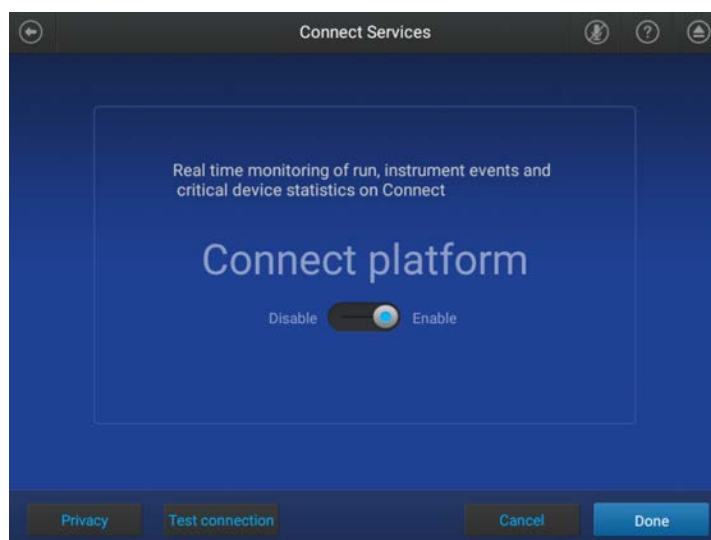 Connect Services
Real time monitoring of run, instrument events and
critical device statistics on Connect
Connect platform
Disable Enable
Privacy Test connection Cancel Done